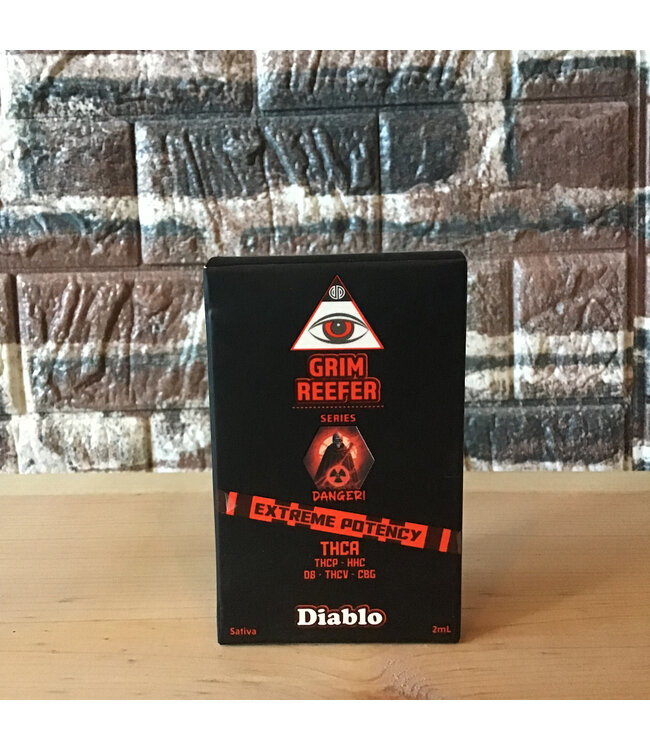 GRIM
REEFER
SERIES
DANGER!
EXTREME POTENCY
THCA
THCP - HHC
D8 - THCV - CBG
Diablo
Sativa 2mL